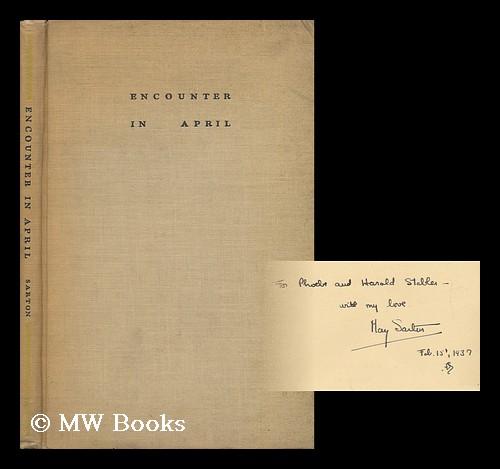 ENCOUNTER
IN APRIL
ENCOUNTER IN APRIL
SARTON
To Phoebe and Harold Stabler –
with my love
May Sarton
Feb. 15, 1937
© MW Books